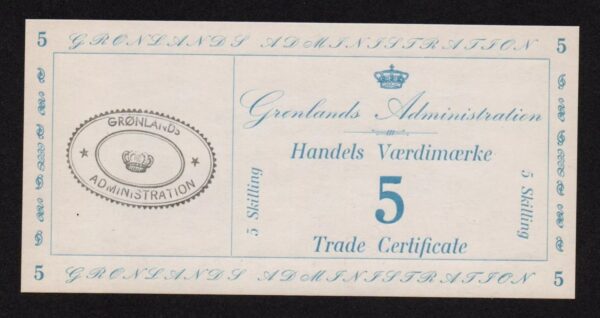 5 GRØNLANDS ADMINISTRATION 5
GRØNLANDS
ADMINISTRATION
Grønlands Administration
Handels Værdimærke
5
Trade Certificate
5 Skilling
5 Skilling
5 GRØNLANDS ADMINISTRATION 5